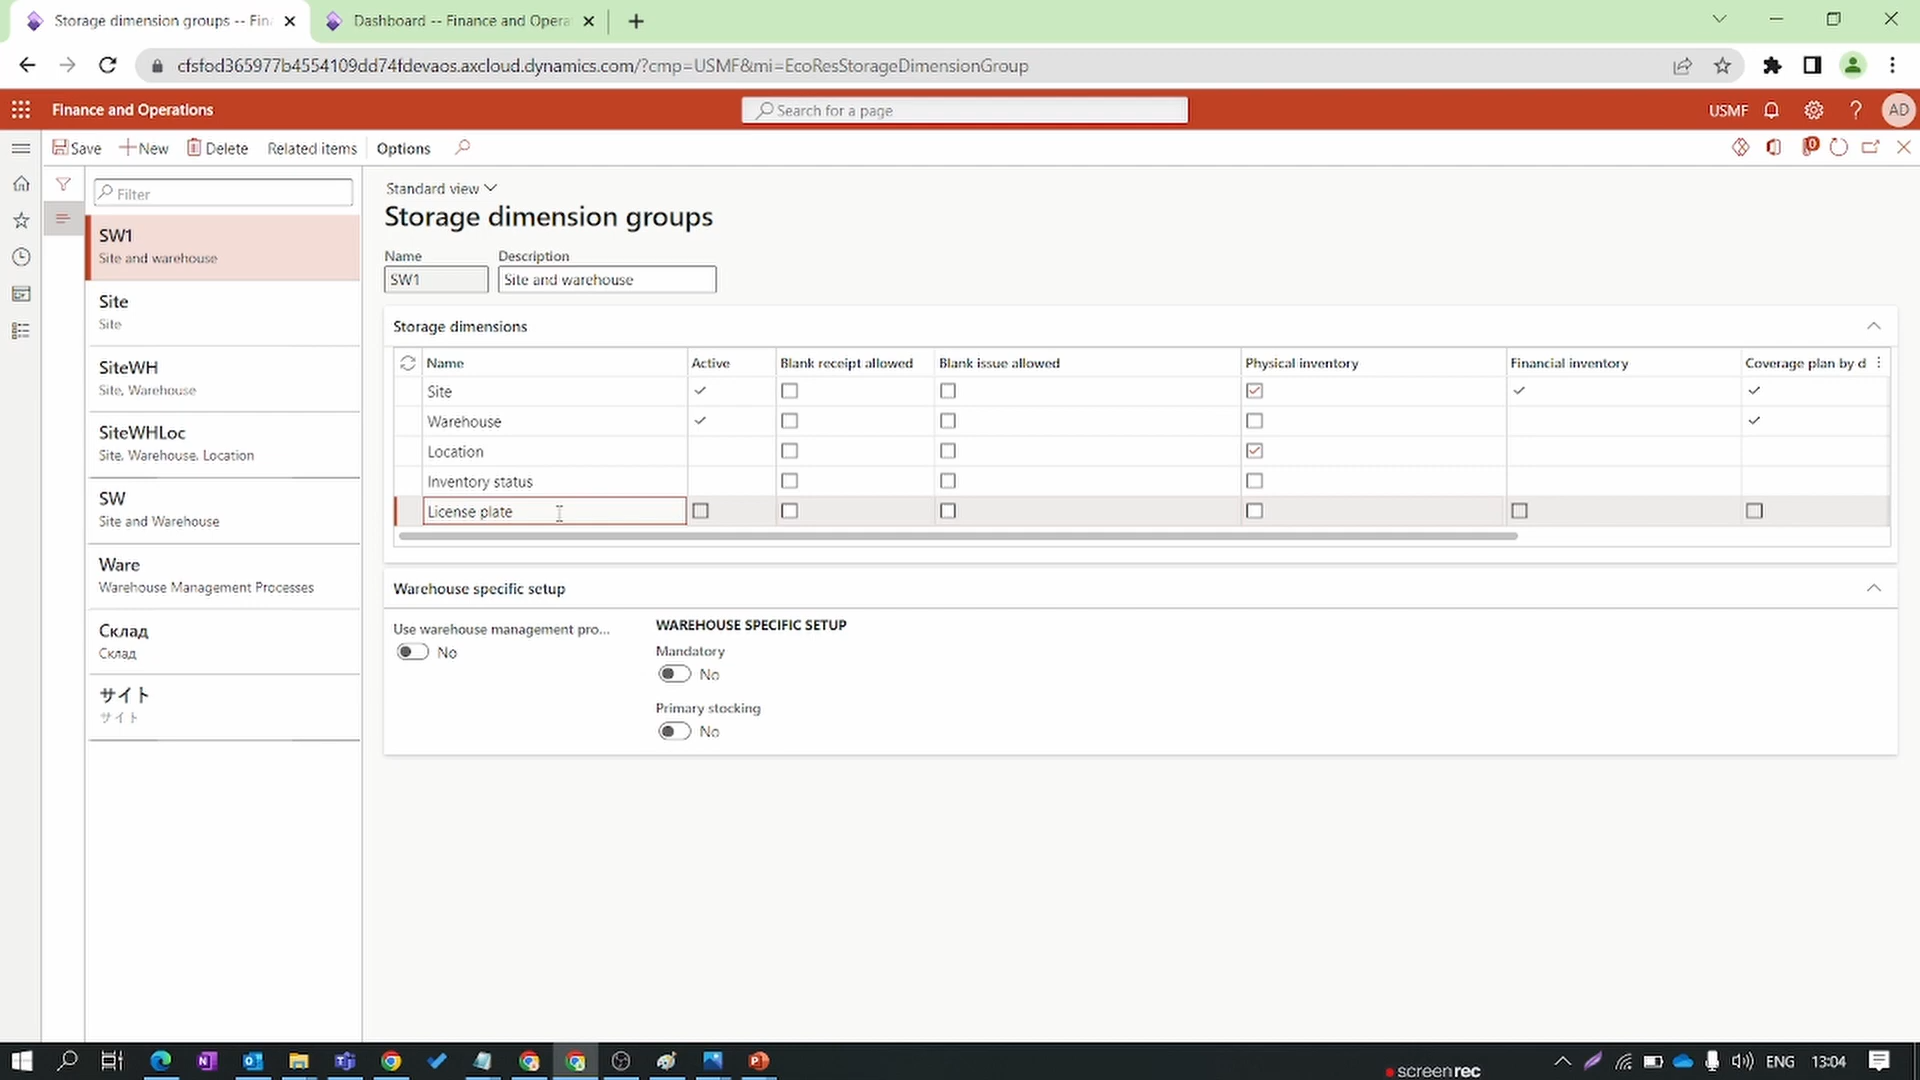 Storage dimension groups -- Fin
Dashboard -- Finance and Opera
cfsfod365977b4554109dd74fdevaos.axcloud.dynamics.com/?cmp=USMF&mi=EcoResStorageDimensionGroup
Finance and Operations
Search for a page
USMF
AD
Save
New
Delete
Related items
Options
0
Filter
SW1
Site and warehouse
Site
Site
SiteWH
Site, Warehouse
SiteWHLoc
Site, Warehouse, Location
SW
Site and Warehouse
Ware
Warehouse Management Processes
Склад
Склад
サイト
サイト
Standard view
Storage dimension groups
Name Description
SW1 Site and warehouse
Storage dimensions
Name Active Blank receipt allowed Blank issue allowed Physical inventory Financial inventory Coverage plan by d
Site
Warehouse
Location
Inventory status
License plate
Warehouse specific setup
Use warehouse management pro...
No
WAREHOUSE SPECIFIC SETUP
Mandatory
No
Primary stocking
No
ENG 13:04
screenrec